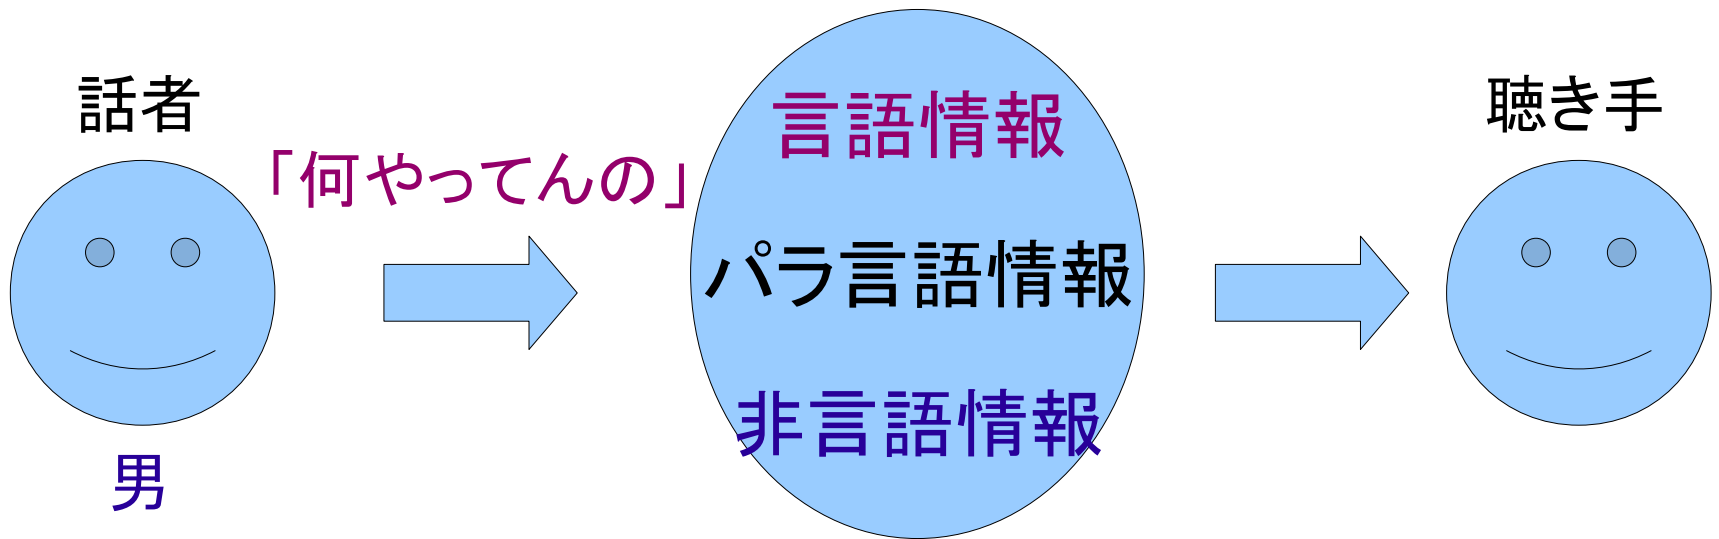 話者
「何やってんの」
男
言語情報
パラ言語情報
非言語情報
聴き手